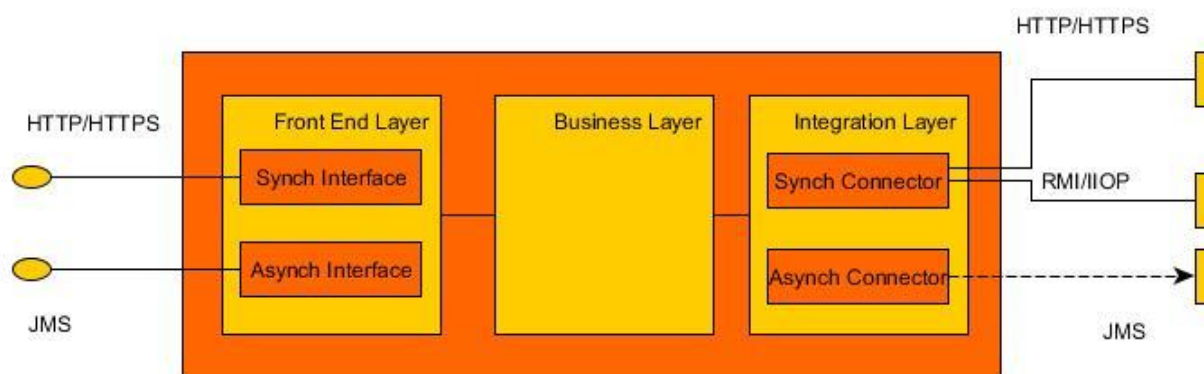 HTTP/HTTPS
HTTP/HTTPS
Front End Layer
Business Layer
Integration Layer
Synch Interface
Synch Connector
RMI/IIOP
Asynch Interface
Asynch Connector
JMS
JMS